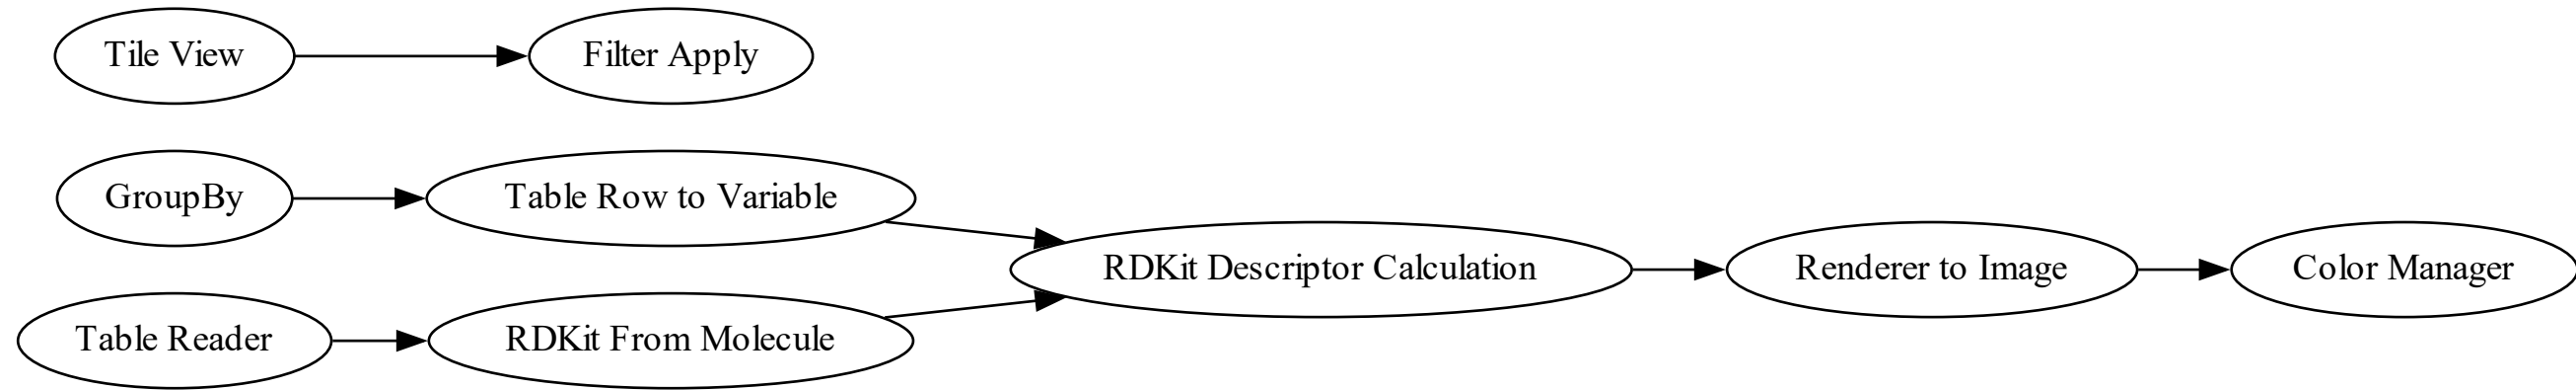 Tile View
Filter Apply
GroupBy
Table Row to Variable
RDKit Descriptor Calculation
Renderer to Image
Color Manager
Table Reader
RDKit From Molecule